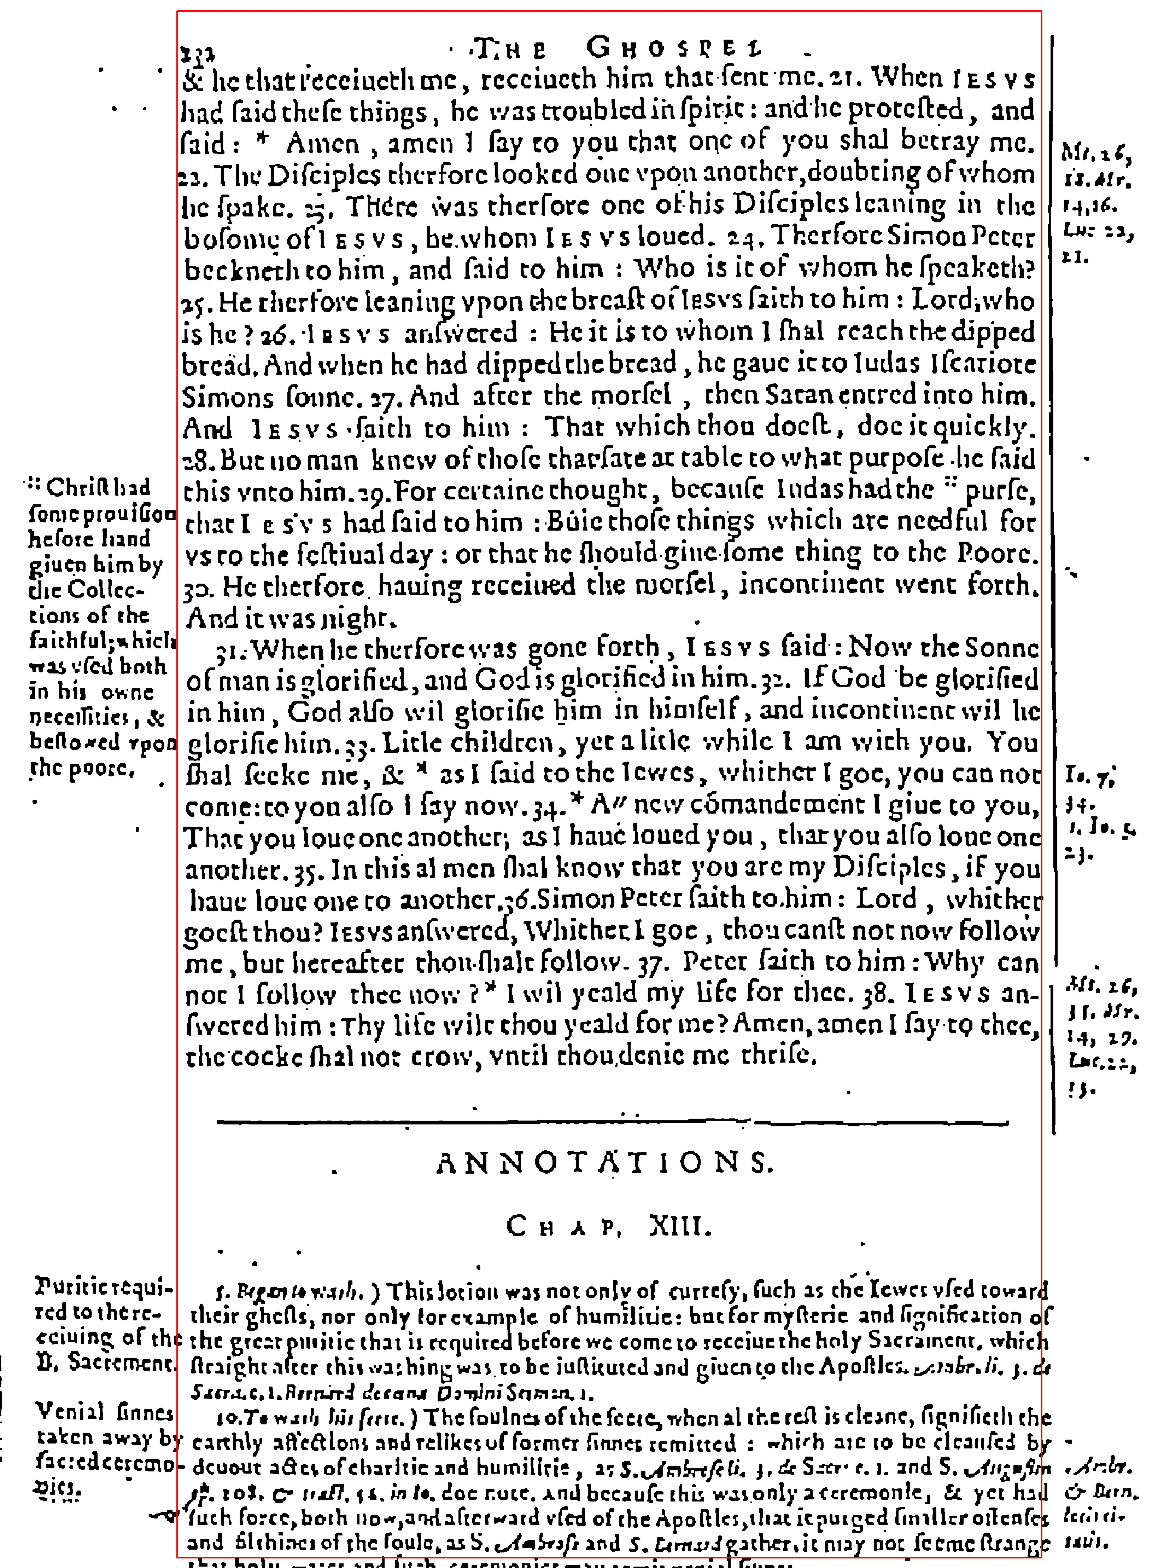 232
THE GHOSPEL
& he that receiueth me, receiueth him that ſent me. 21. When IESVS
had ſaid theſe things, he was troubled in ſpirit: and he proteſted, and
ſaid: * Amen, amen I ſay to you that one of you shal betray me.
22. The Diſciples therfore looked one vpon another, doubting of whom
he ſpake. 23. There was therfore one of his Diſciples leaning in the
boſome of IESVS, he whom IESVS loued. 24. Therfore Simon Peter
beckneth to him, and ſaid to him: Who is it of whom he ſpeaketh?
25. He therfore leaning vpon the breaſt of IESVS ſaith to him: Lord, who
is he? 26. IESVS anſwered: He it is to whom I ſhal reach the dipped
bread. And when he had dipped the bread, he gaue it to Iudas Iſcariote
Simons ſonne. 27. And after the morſel, then Satan entred into him.
And IESVS ſaith to him: That which thou doeſt, doe it quickly.
28. But no man knew of thoſe that ſate at table to what purpoſe he ſaid
this vnto him. 29. For certaine thought, becauſe Iudas had the :: purſe,
that IESVS had ſaid to him: Buie thoſe things which are needful for
vs to the feſtiual day: or that he ſhould giue ſome thing to the Poore.
30. He therfore hauing receiued the morſel, incontinent went forth.
And it was night.
31. When he therfore was gone forth, IESVS ſaid: Now the Sonne
of man is glorified, and God is glorified in him. 32. If God be glorified
in him, God alſo wil glorifie him in himſelf, and incontinent wil he
glorifie him. 33. Litle children, yet a litle while I am with you. You
ſhal ſeeke me, & * as I ſaid to the Iewes, whither I goe, you can not
come: to you alſo I ſay now. 34. * A" new cōmandement I giue to you,
That you loue one another; as I haue loued you, that you alſo loue one
another. 35. In this al men ſhal know that you are my Diſciples, if you
haue loue one to another. 36. Simon Peter ſaith to him: Lord, whither
goeſt thou? IESVS anſwered, Whither I goe, thou canſt not now follow
me, but hereafter thou ſhalt follow. 37. Peter ſaith to him: Why can
not I follow thee now? * I wil yeald my life for thee. 38. IESVS an-
ſwered him: Thy life wilt thou yeald for me? Amen, amen I ſay to thee,
the cocke ſhal not crow, vntil thou denie me thriſe.
:: Chriſt had
ſome prouiſion
before hand
giuen him by
the Collec-
tions of the
faithful; which
was vſed both
in his owne
neceſſities, &
beſtowed vpon
the poore.
Mt. 26,
Mr.
14,
Luc 22,
21.
Io. 7,
34.
1. Io.
23.
Mt. 26,
Mr.
14, 29.
Luc. 22,
ANNOTATIONS.
CHAP. XIII.
5. Began to wash.) This lotion was not only of curteſy, ſuch as the Iewes vſed toward
their gheſts, nor only for example of humilitie: but for myſterie and ſignification of
the great puritie that is required before we come to receiue the holy Sacrament, which
ſtraight after this washing was to be inſtituted and giuen to the Apoſtles. Ambr. li. 3. de
Sacra. c. 1. Bernard de cœna Domini Sermon. 1.
10. To wash his feete.) The foulnes of the feete, when al the reſt is cleane, ſignifieth the
earthly affections and relikes of former ſinnes remitted: which are to be cleanſed by
deuout actes of charitie and humilitie, as S. Ambroſe li. 3. de Sacr. c. 1. and S. Auguſtin
ep. 108. & tract. 56. in Io. doe note. And becauſe this was only a ceremonie, & yet had
ſuch force, both now, and afterward vſed of the Apoſtles, that it purged ſmaller offenſes
and filthines of the ſoule, as S. Ambroſe and S. Bernard gather, it may not ſeeme ſtrange
that holy water and ſuch ceremonies may remit venial ſinnes.
Puritie requi-
red to the re-
ceiuing of the
B. Sacrement.
Venial ſinnes
taken away by
ſacred ceremo-
nies.
Ambr.
& Bern.